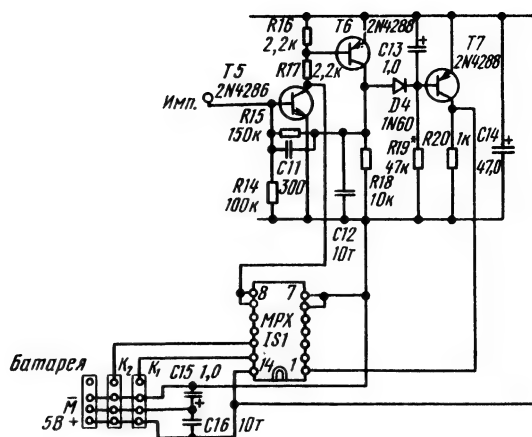 R16
2,2к
T6
2N4288
C13
1,0
T7
2N4288
R17
2,2к
T5
2N4286
Имп.
D4
1N60
R15
150к
R19*
47к
R20
1к
C14
47,0
C11
300
R18
10к
R14
100к
C12
10т
8
7
MPX
IS1
14
1
Батарея
K₂
K₁
C15
1,0
M̅
5В +
C16
10т